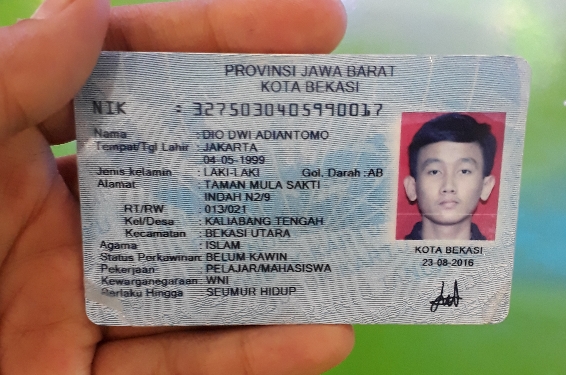 PROVINSI JAWA BARAT
KOTA BEKASI
NIK : 3275030405990017
Nama : DIO DWI ADIANTOMO
Tempat/Tgl Lahir : JAKARTA
04-05-1999
Jenis kelamin : LAKI-LAKI Gol. Darah :AB
Alamat : TAMAN MULA SAKTI
INDAH N2/9
RT/RW : 013/021
Kel/Desa : KALIABANG TENGAH
Kecamatan : BEKASI UTARA
Agama : ISLAM
Status Perkawinan: BELUM KAWIN
Pekerjaan : PELAJAR/MAHASISWA
Kewarganegaraan: WNI
Berlaku Hingga : SEUMUR HIDUP
KOTA BEKASI
23-08-2016